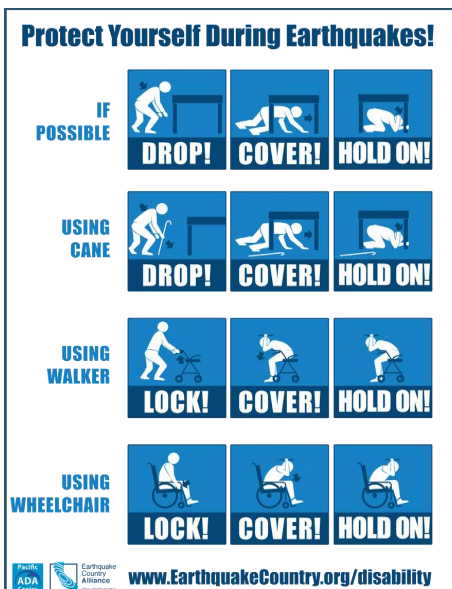 Protect Yourself During Earthquakes!
IF
POSSIBLE
DROP!
COVER!
HOLD ON!
USING
CANE
DROP!
COVER!
HOLD ON!
USING
WALKER
LOCK!
COVER!
HOLD ON!
USING
WHEELCHAIR
LOCK!
COVER!
HOLD ON!
Pacific
ADA
Center
Earthquake
Country
Alliance
www.EarthquakeCountry.org/disability